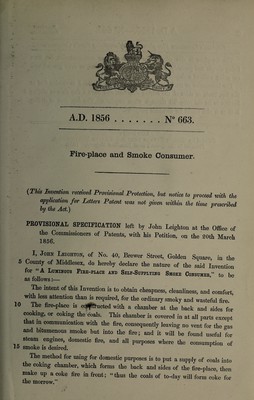 A.D. 1856 . . . . . . . N° 663.
Fire-place and Smoke Consumer.
(This Invention received Provisional Protection, but notice to proceed with the
application for Letters Patent was not given within the time prescribed
by the Act.)
PROVISIONAL SPECIFICATION left by John Leighton at the Office of
the Commissioners of Patents, with his Petition, on the 20th March
1856.
I, JOHN LEIGHTON, of No. 40, Brewer Street, Golden Square, in the
5 County of Middlesex, do hereby declare the nature of the said Invention
for "A LUMINOUS FIRE-PLACE AND SELF-SUPPLYING SMOKE CONSUMER," to be
as follows:—
The intent of this Invention is to obtain cheapness, cleanliness, and comfort,
with less attention than is required, for the ordinary smoky and wasteful fire.
10 The fire-place is constructed with a chamber at the back and sides for
cooking, or coking the coals. This chamber is covered in at all parts except
that in communication with the fire, consequently leaving no vent for the gas
and bitumenous smoke but into the fire; and it will be found useful for
steam engines, domestic fire, and all purposes where the consumption of
15 smoke is desired.
The method for using for domestic purposes is to put a supply of coals into
the coking chamber, which forms the back and sides of the fire-place, then
make up a coke fire in front; "thus the coals of to-day will form coke for
the morrow."